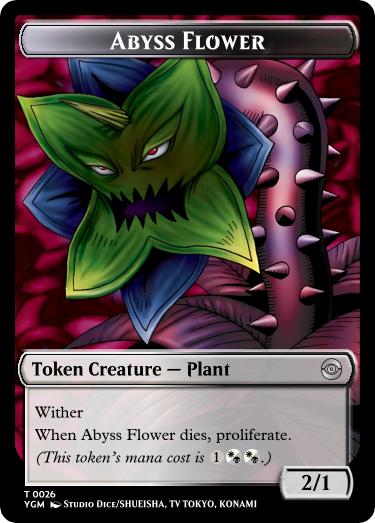 Abyss Flower
Token Creature — Plant
Wither
When Abyss Flower dies, proliferate.
(This token's mana cost is 1 .)
2/1
T 0026
YGM Studio Dice/SHUEISHA, TV TOKYO, KONAMI